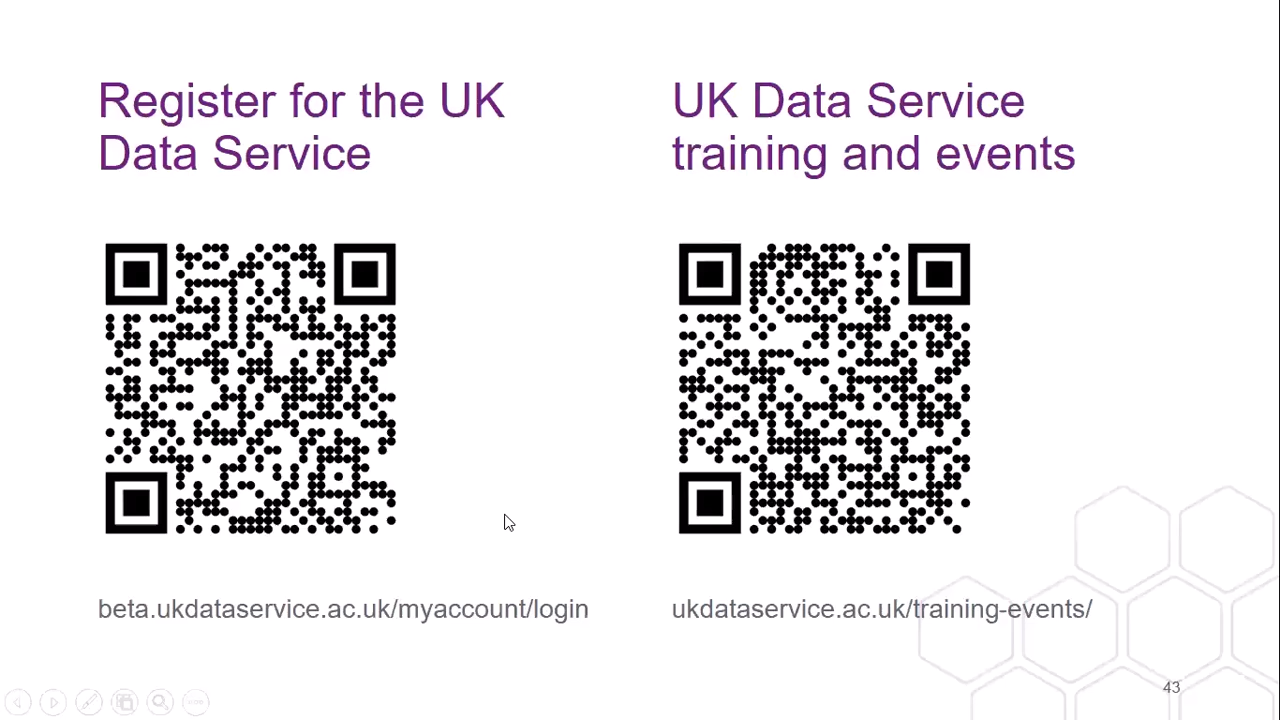 Register for the UK
Data Service
UK Data Service
training and events
beta.ukdataservice.ac.uk/myaccount/login
ukdataservice.ac.uk/training-events/
43